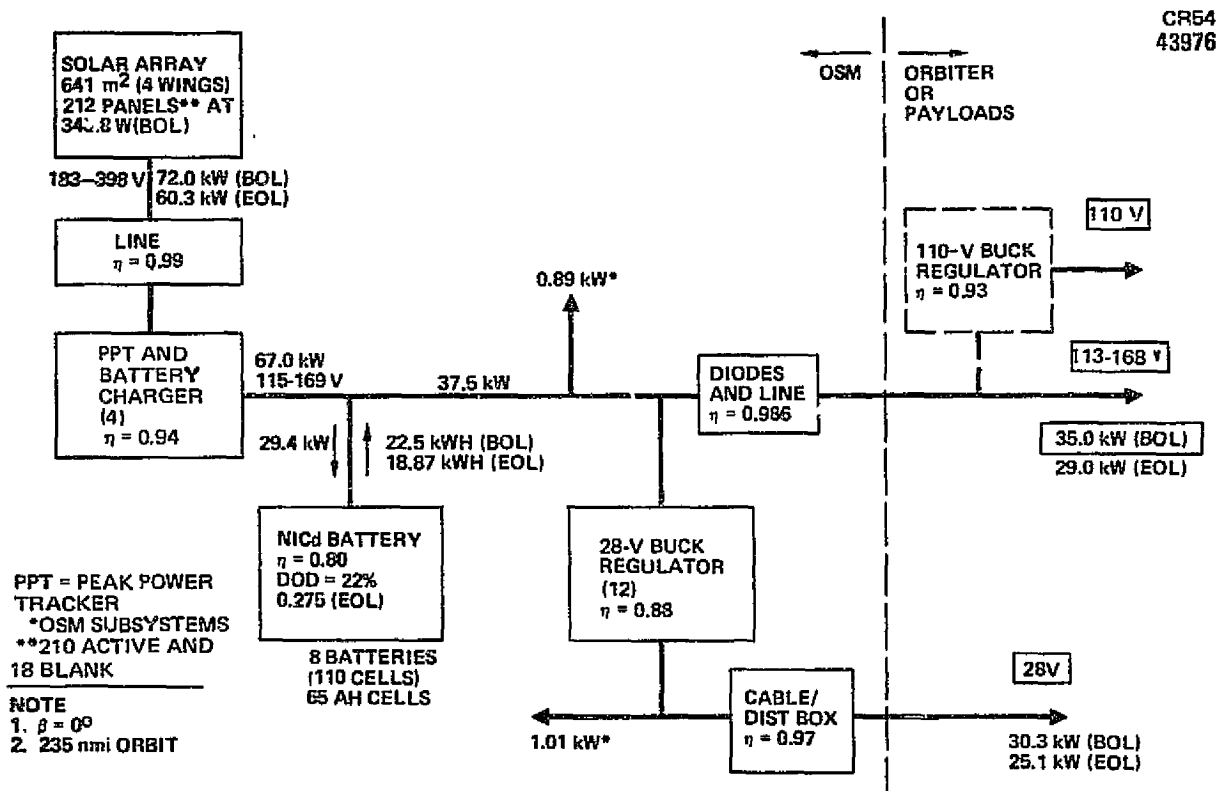 CR54
43976
SOLAR ARRAY
641 m² (4 WINGS)
212 PANELS** AT
W(BOL)
183–398 V
72.0 kW (BOL)
60.3 kW (EOL)
LINE
η = 0.99
PPT AND
BATTERY
CHARGER
(4)
η = 0.94
67.0 kW
115-169 V
37.5 kW
0.89 kW*
29.4 kW
22.5 kWH (BOL)
18.87 kWH (EOL)
NiCd BATTERY
η = 0.80
DOD = 22%
0.275 (EOL)
8 BATTERIES
(110 CELLS)
65 AH CELLS
28-V BUCK
REGULATOR
(12)
η = 0.88
1.01 kW*
CABLE/
DIST BOX
η = 0.97
DIODES
AND LINE
η = 0.986
OSM
ORBITER
OR
PAYLOADS
110-V BUCK
REGULATOR
η = 0.93
110 V
113-168 V
35.0 kW (BOL)
29.0 kW (EOL)
28V
30.3 kW (BOL)
25.1 kW (EOL)
PPT = PEAK POWER
TRACKER
*OSM SUBSYSTEMS
**210 ACTIVE AND
18 BLANK
NOTE
1. β = 0°
2. 235 nmi ORBIT